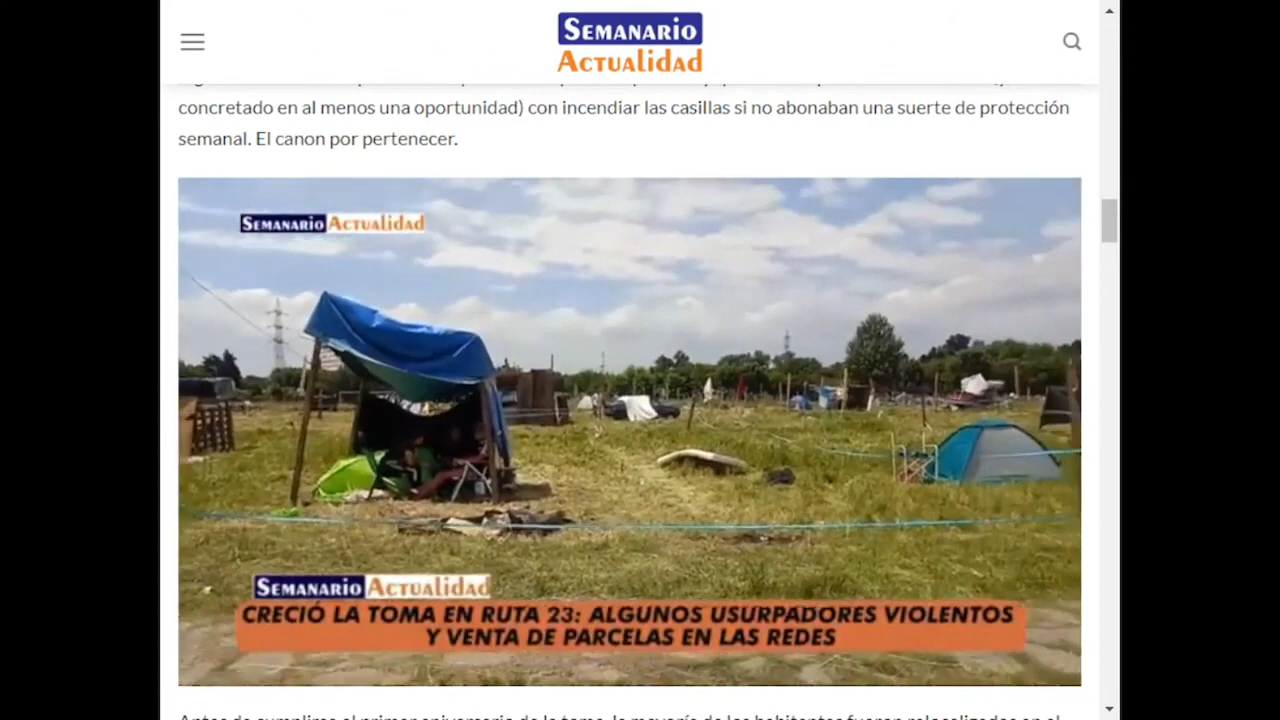 SEMANARIO
ACTUALIDAD
concretado en al menos una oportunidad) con incendiar las casillas si no abonaban una suerte de protección
semanal. El canon por pertenecer.
SEMANARIO ACTUALIDAD
SEMANARIO ACTUALIDAD
CRECIÓ LA TOMA EN RUTA 23: ALGUNOS USURPADORES VIOLENTOS
Y VENTA DE PARCELAS EN LAS REDES